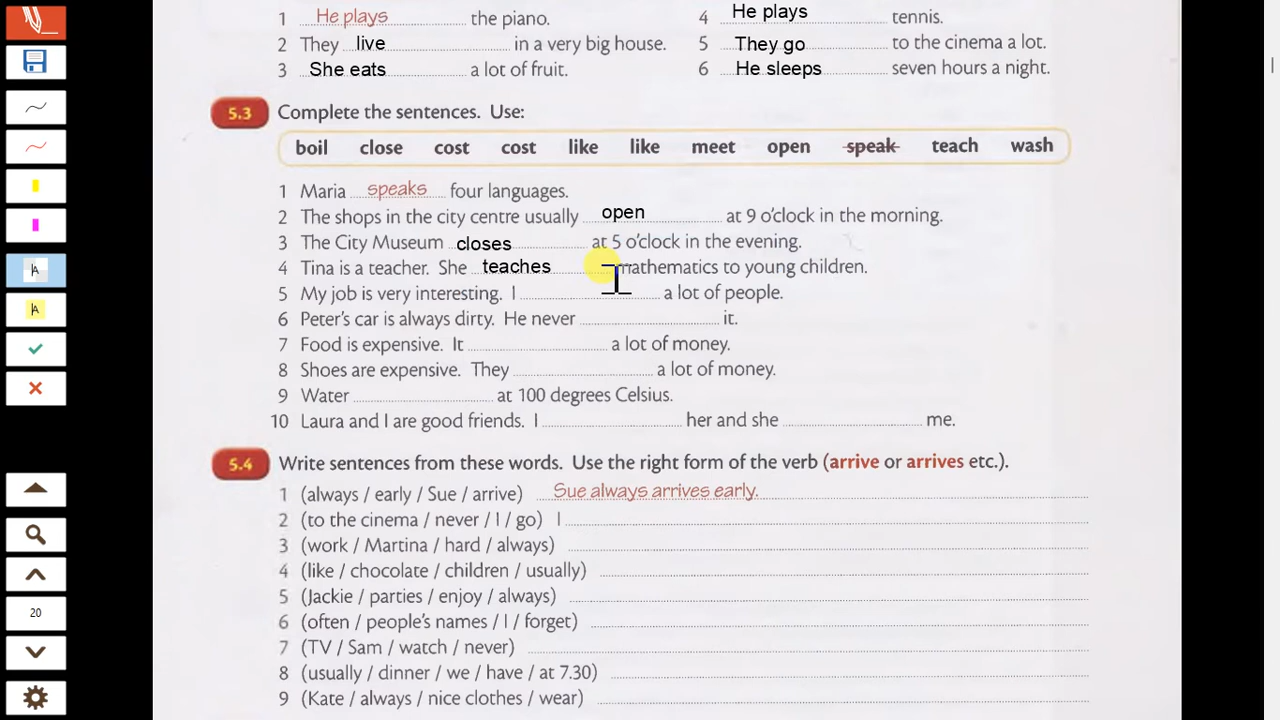 1 He plays the piano. 4 He plays tennis.
2 They live in a very big house. 5 They go to the cinema a lot.
3 She eats a lot of fruit. 6 He sleeps seven hours a night.
5.3 Complete the sentences. Use:
boil close cost cost like like meet open speak teach wash
1 Maria speaks four languages.
2 The shops in the city centre usually open at 9 o'clock in the morning.
3 The City Museum closes at 5 o'clock in the evening.
4 Tina is a teacher. She teaches mathematics to young children.
5 My job is very interesting. I a lot of people.
6 Peter's car is always dirty. He never it.
7 Food is expensive. It a lot of money.
8 Shoes are expensive. They a lot of money.
9 Water at 100 degrees Celsius.
10 Laura and I are good friends. I her and she me.
5.4 Write sentences from these words. Use the right form of the verb (arrive or arrives etc.).
1 (always / early / Sue / arrive) Sue always arrives early.
2 (to the cinema / never / I / go) I
3 (work / Martina / hard / always)
4 (like / chocolate / children / usually)
5 (Jackie / parties / enjoy / always)
6 (often / people's names / I / forget)
7 (TV / Sam / watch / never)
8 (usually / dinner / we / have / at 7.30)
9 (Kate / always / nice clothes / wear)
A
A
20